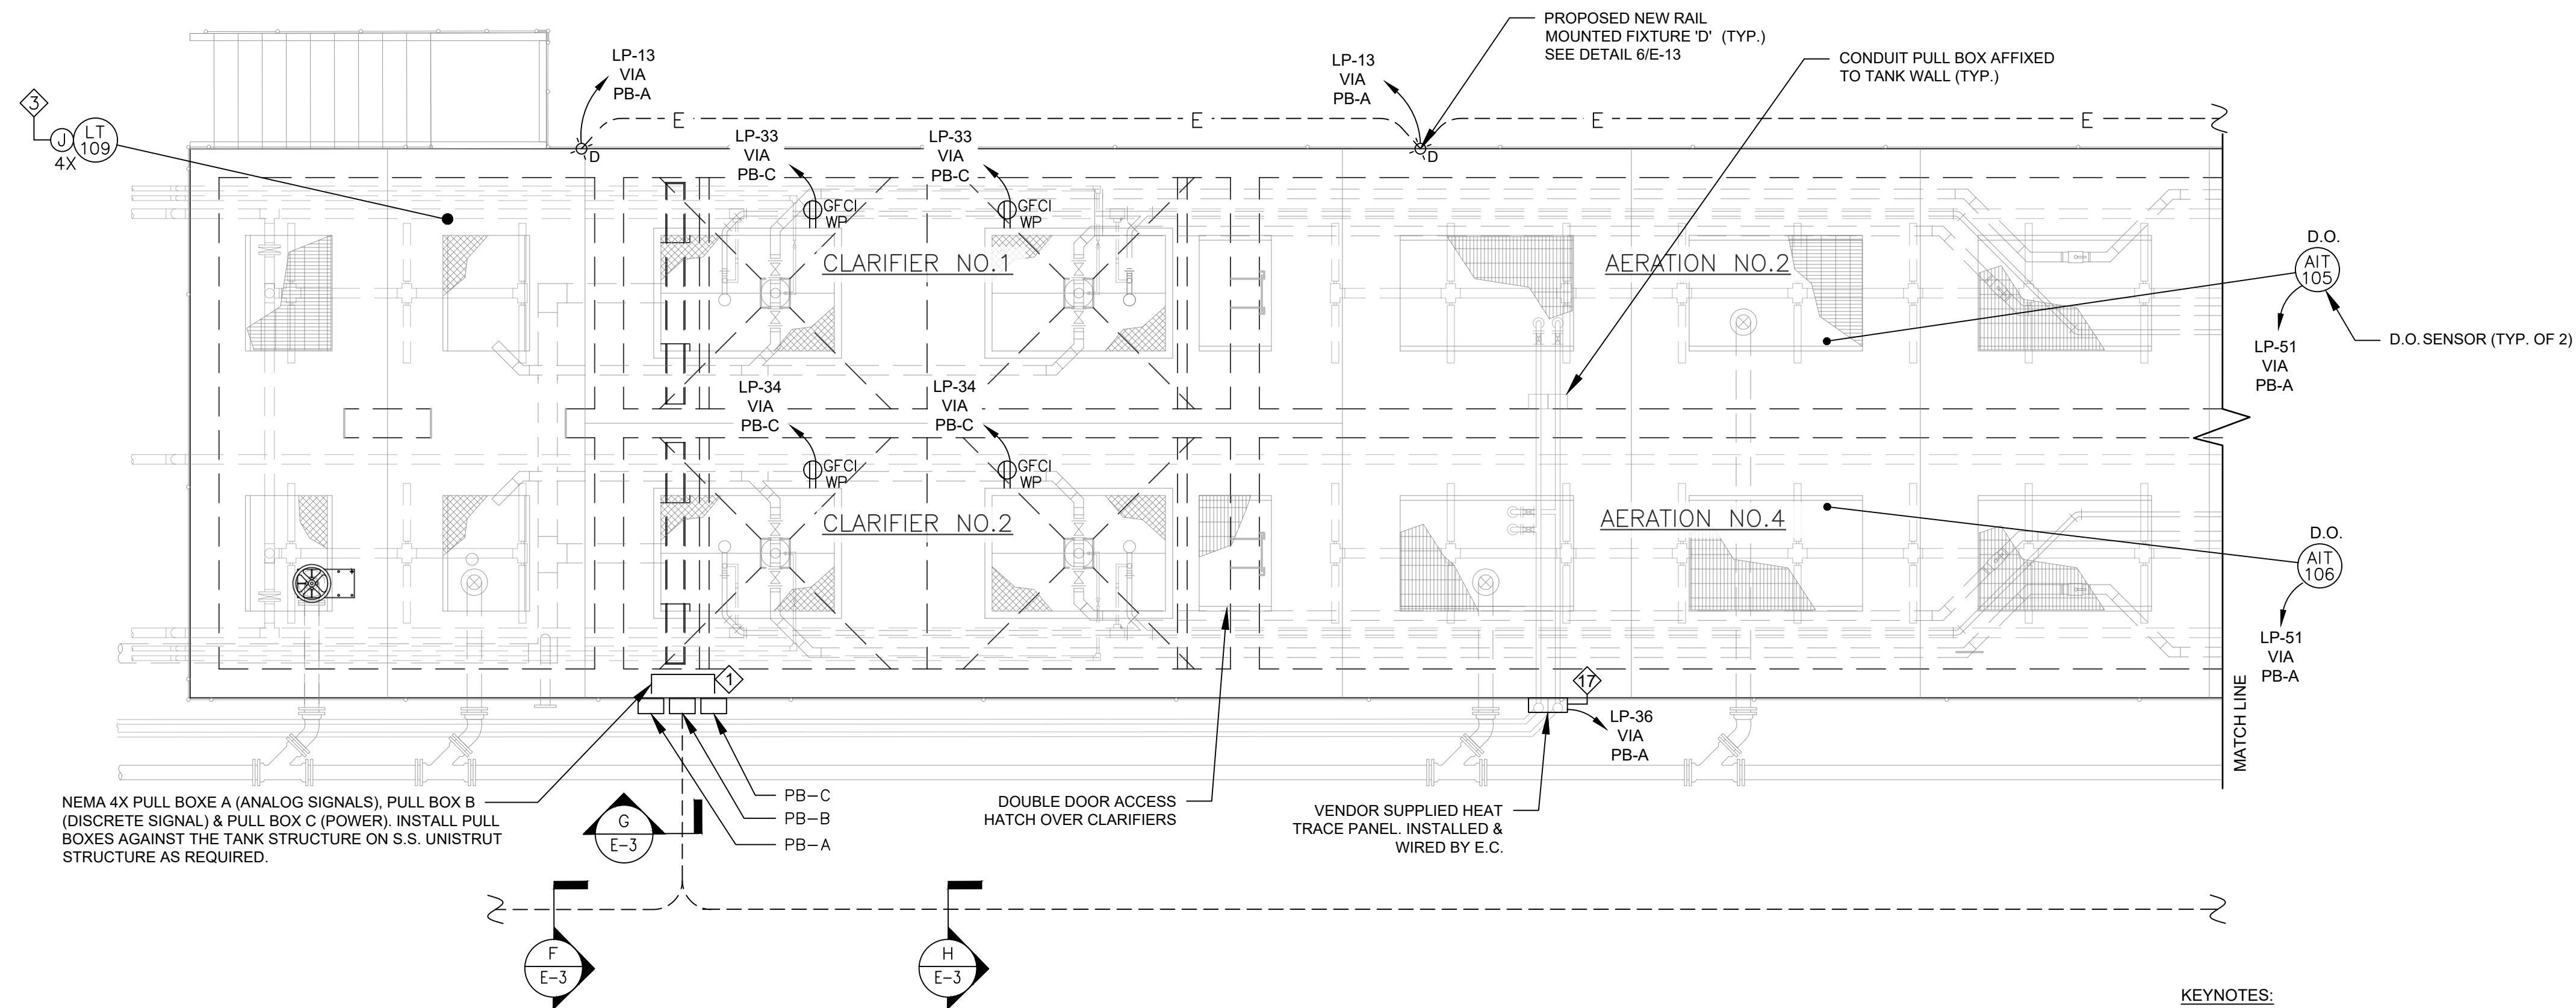 PROPOSED NEW RAIL
MOUNTED FIXTURE 'D' (TYP.)
SEE DETAIL 6/E-13
CONDUIT PULL BOX AFFIXED
TO TANK WALL (TYP.)
LP-13
VIA
PB-A
LP-13
VIA
PB-A
3
J
4X
LT
109
E
E
E
E
D
D
LP-33
VIA
PB-C
LP-33
VIA
PB-C
GFCI
WP
GFCI
WP
CLARIFIER NO.1
AERATION NO.2
D.O.
AIT
105
LP-51
VIA
PB-A
D.O. SENSOR (TYP. OF 2)
LP-34
VIA
PB-C
LP-34
VIA
PB-C
GFCI
WP
GFCI
WP
CLARIFIER NO.2
AERATION NO.4
D.O.
AIT
106
LP-51
VIA
PB-A
1
17
LP-36
VIA
PB-A
MATCH LINE
NEMA 4X PULL BOXE A (ANALOG SIGNALS), PULL BOX B
(DISCRETE SIGNAL) & PULL BOX C (POWER). INSTALL PULL
BOXES AGAINST THE TANK STRUCTURE ON S.S. UNISTRUT
STRUCTURE AS REQUIRED.
G
E-3
PB-C
PB-B
PB-A
DOUBLE DOOR ACCESS
HATCH OVER CLARIFIERS
VENDOR SUPPLIED HEAT
TRACE PANEL. INSTALLED &
WIRED BY E.C.
F
E-3
H
E-3
KEYNOTES: